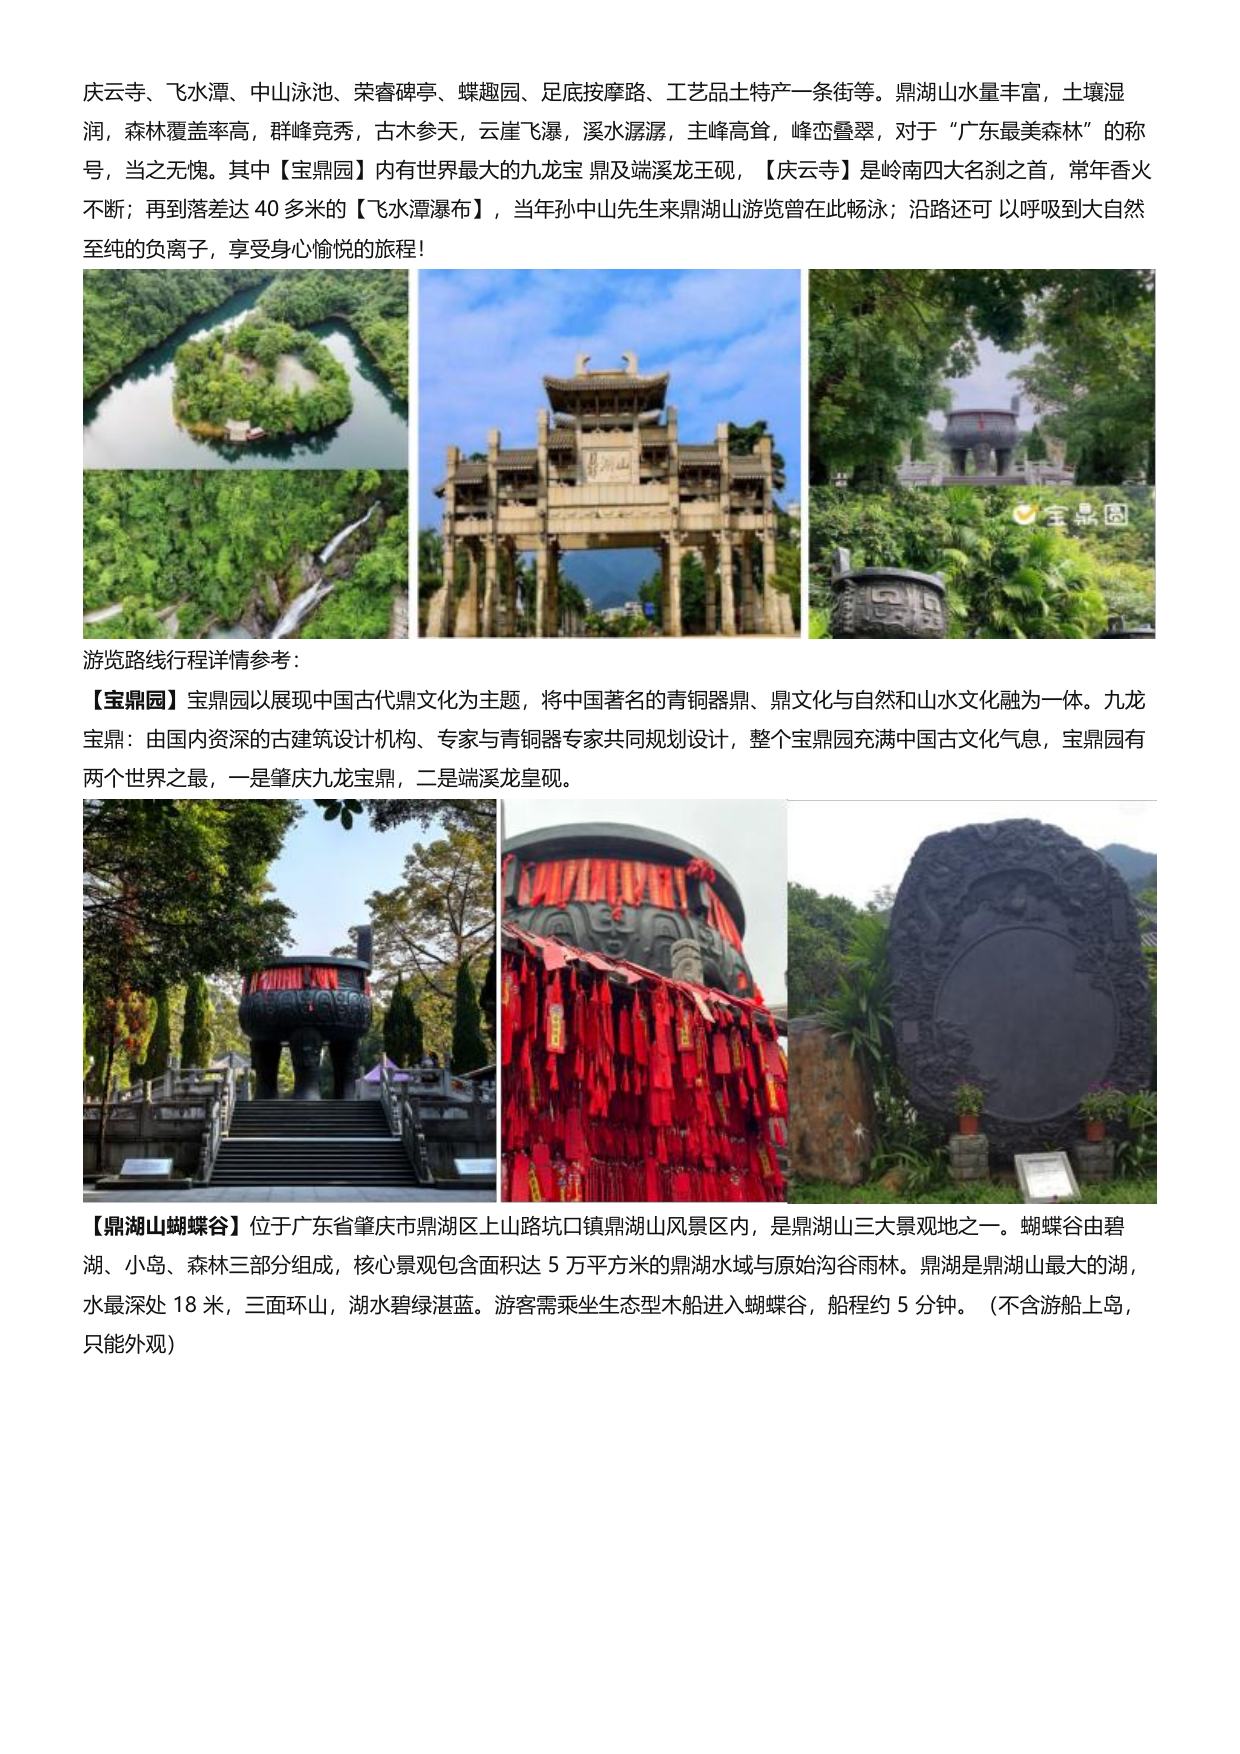 庆云寺、飞水潭、中山泳池、荣睿碑亭、蝶趣园、足底按摩路、工艺品土特产一条街等。鼎湖山水量丰富，土壤湿
润，森林覆盖率高，群峰竞秀，古木参天，云崖飞瀑，溪水潺潺，主峰高耸，峰峦叠翠，对于“广东最美森林”的称
号，当之无愧。其中【宝鼎园】内有世界最大的九龙宝 鼎及端溪龙王砚，【庆云寺】是岭南四大名刹之首，常年香火
不断；再到落差达 40 多米的【飞水潭瀑布】，当年孙中山先生来鼎湖山游览曾在此畅泳；沿路还可 以呼吸到大自然
至纯的负离子，享受身心愉悦的旅程！
鼎湖山
宝鼎园
游览路线行程详情参考：
【宝鼎园】宝鼎园以展现中国古代鼎文化为主题，将中国著名的青铜器鼎、鼎文化与自然和山水文化融为一体。九龙
宝鼎：由国内资深的古建筑设计机构、专家与青铜器专家共同规划设计，整个宝鼎园充满中国古文化气息，宝鼎园有
两个世界之最，一是肇庆九龙宝鼎，二是端溪龙皇砚。
【鼎湖山蝴蝶谷】位于广东省肇庆市鼎湖区上山路坑口镇鼎湖山风景区内，是鼎湖山三大景观地之一。蝴蝶谷由碧
湖、小岛、森林三部分组成，核心景观包含面积达 5 万平方米的鼎湖水域与原始沟谷雨林。鼎湖是鼎湖山最大的湖，
水最深处 18 米，三面环山，湖水碧绿湛蓝。游客需乘坐生态型木船进入蝴蝶谷，船程约 5 分钟。（不含游船上岛，
只能外观）